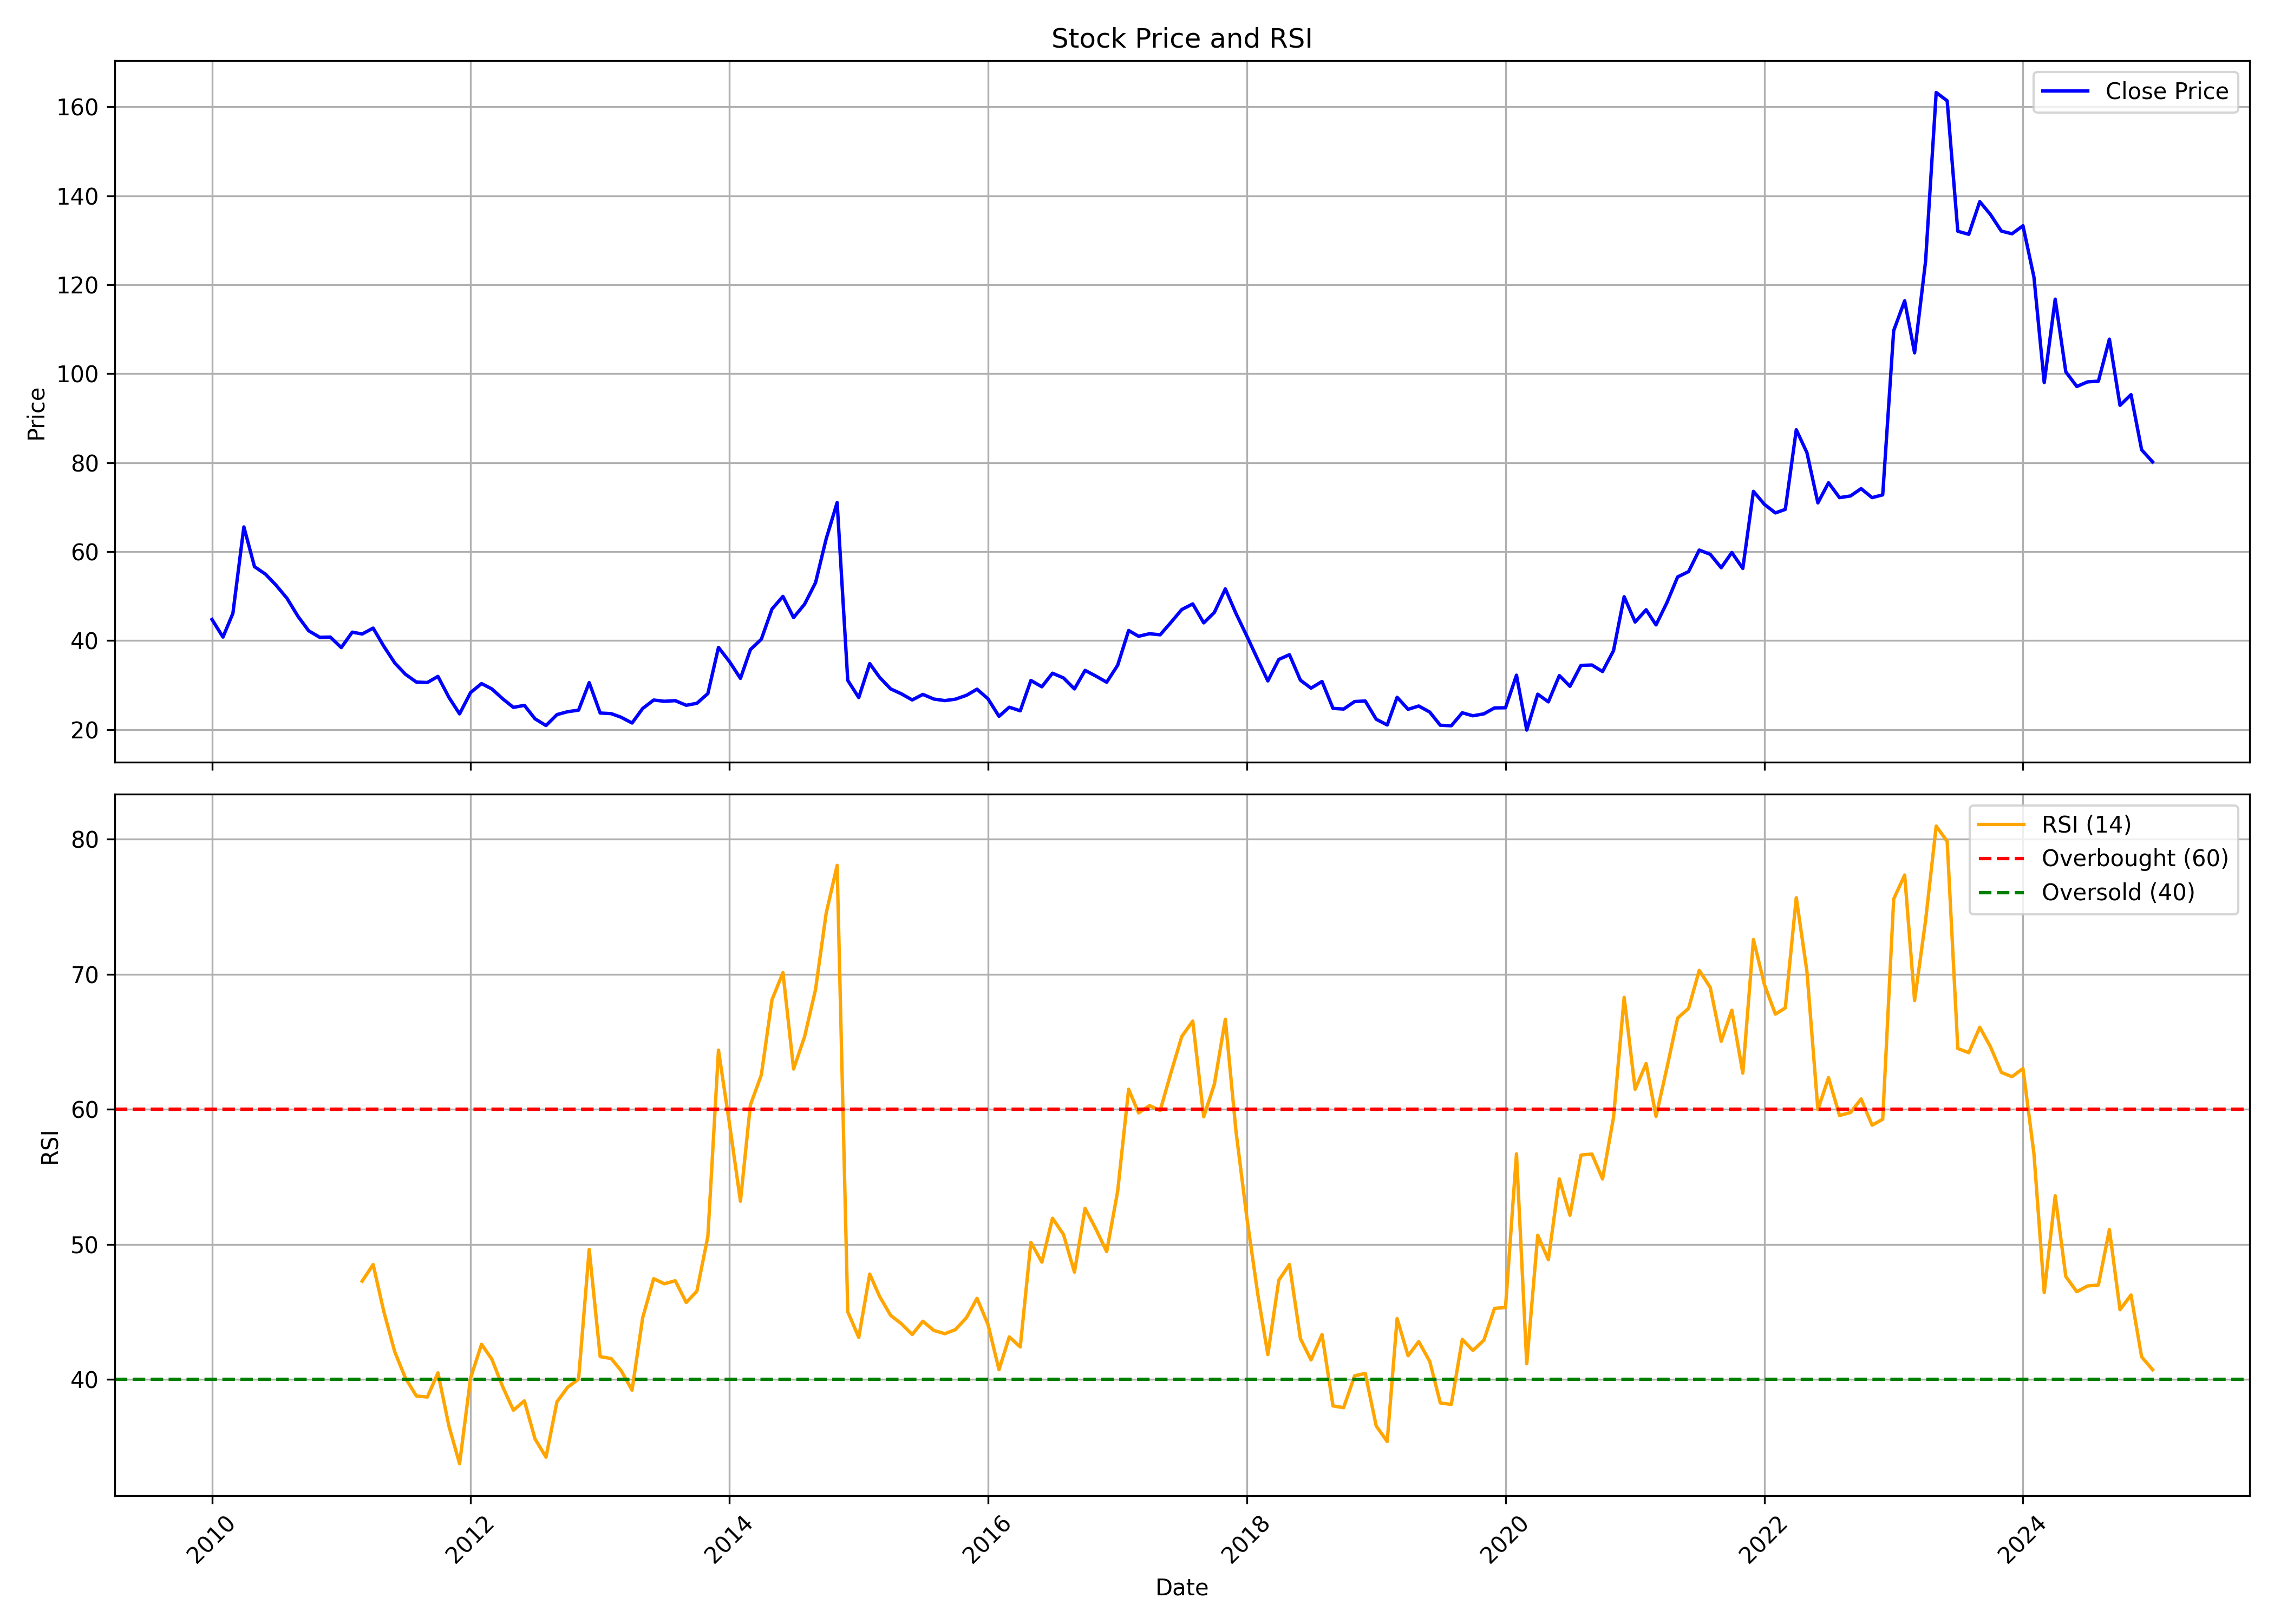 Stock Price and RSI
Close Price
160
140
120
100
80
60
40
20
Price
RSI (14)
Overbought (60)
Oversold (40)
80
70
60
50
40
RSI
2010
2012
2014
2016
2018
2020
2022
2024
Date